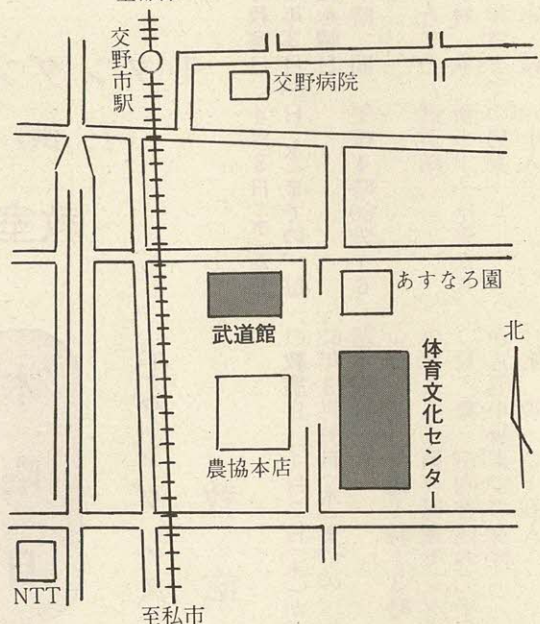 交野市駅
交野病院
あすなろ園
武道館
北
体育文化センター
農協本店
NTT
至私市